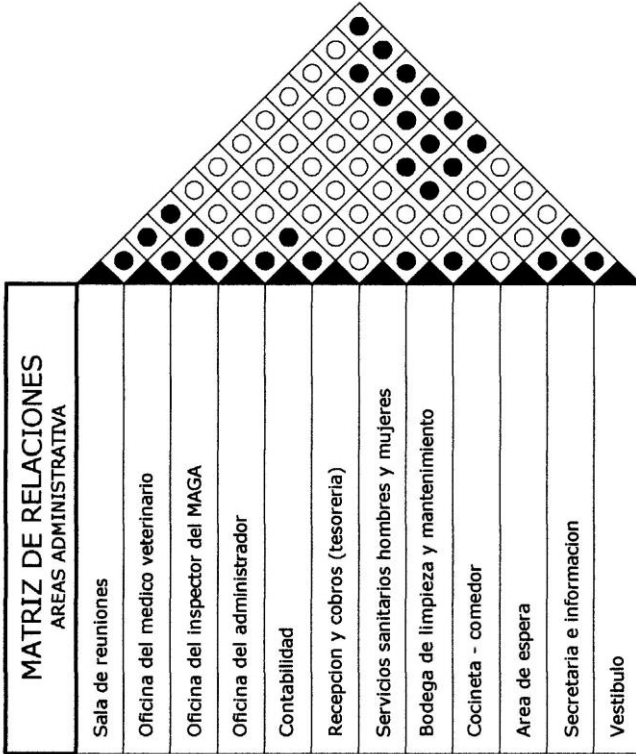 MATRIZ DE RELACIONES
AREAS ADMINISTRATIVA
Sala de reuniones
Oficina del medico veterinario
Oficina del inspector del MAGA
Oficina del administrador
Contabilidad
Recepcion y cobros (tesoreria)
Servicios sanitarios hombres y mujeres
Bodega de limpieza y mantenimiento
Cocineta - comedor
Area de espera
Secretaria e informacion
Vestibulo